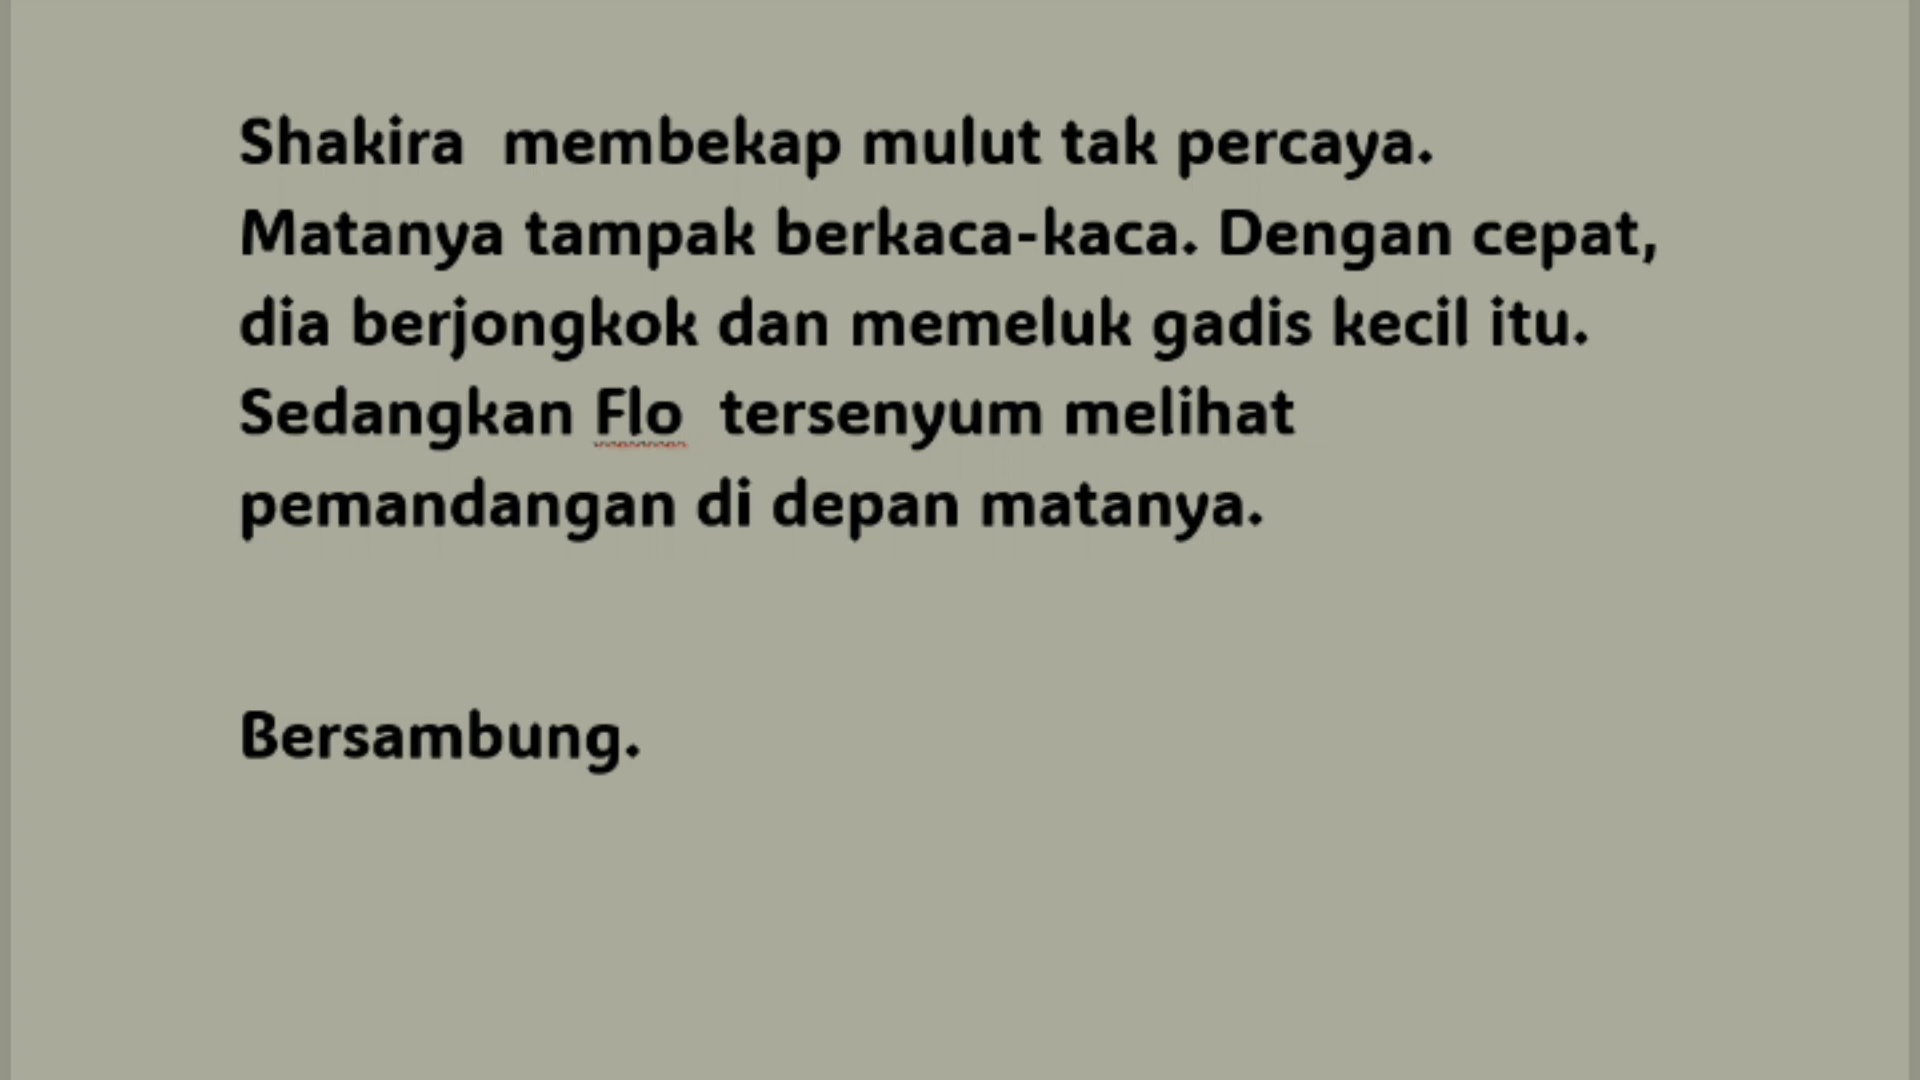 Shakira  membekap mulut tak percaya.
Matanya tampak berkaca-kaca. Dengan cepat,
dia berjongkok dan memeluk gadis kecil itu.
Sedangkan Flo  tersenyum melihat
pemandangan di depan matanya.
Bersambung.